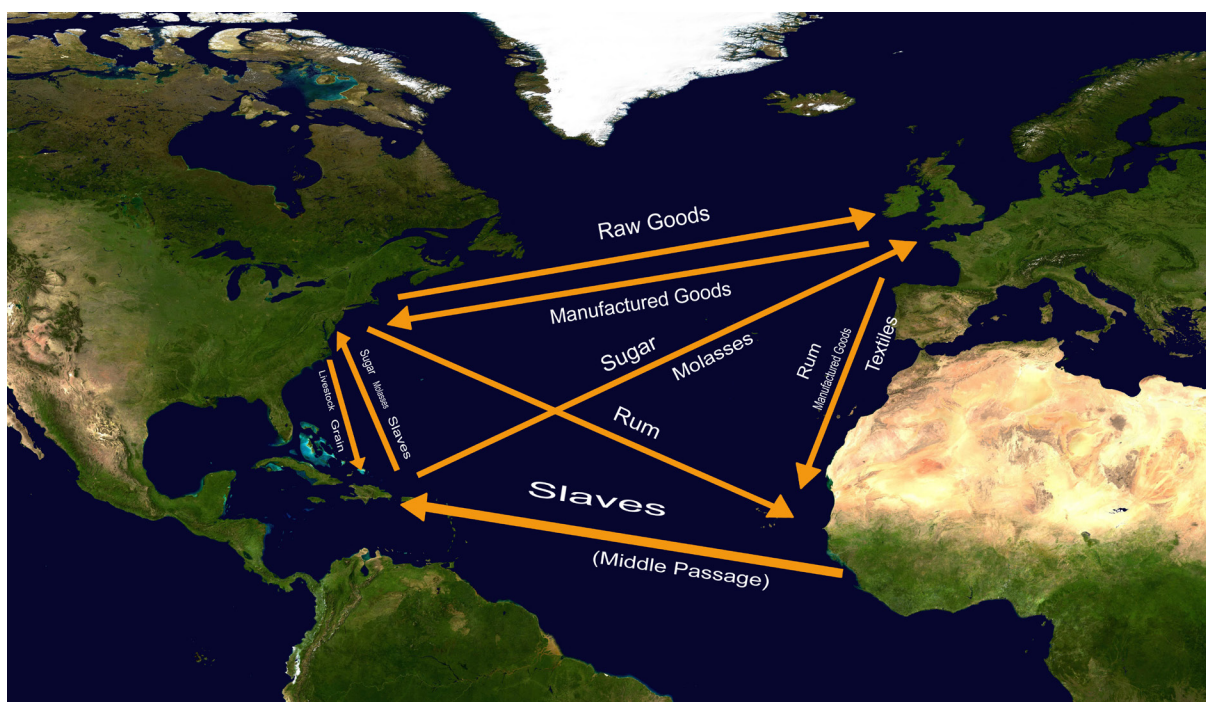 Raw Goods
Manufactured Goods
Sugar
Molasses
Rum
Manufactured Goods
Textiles
Sugar Molasses Slaves
Livestock Grain
Rum
Slaves
(Middle Passage)